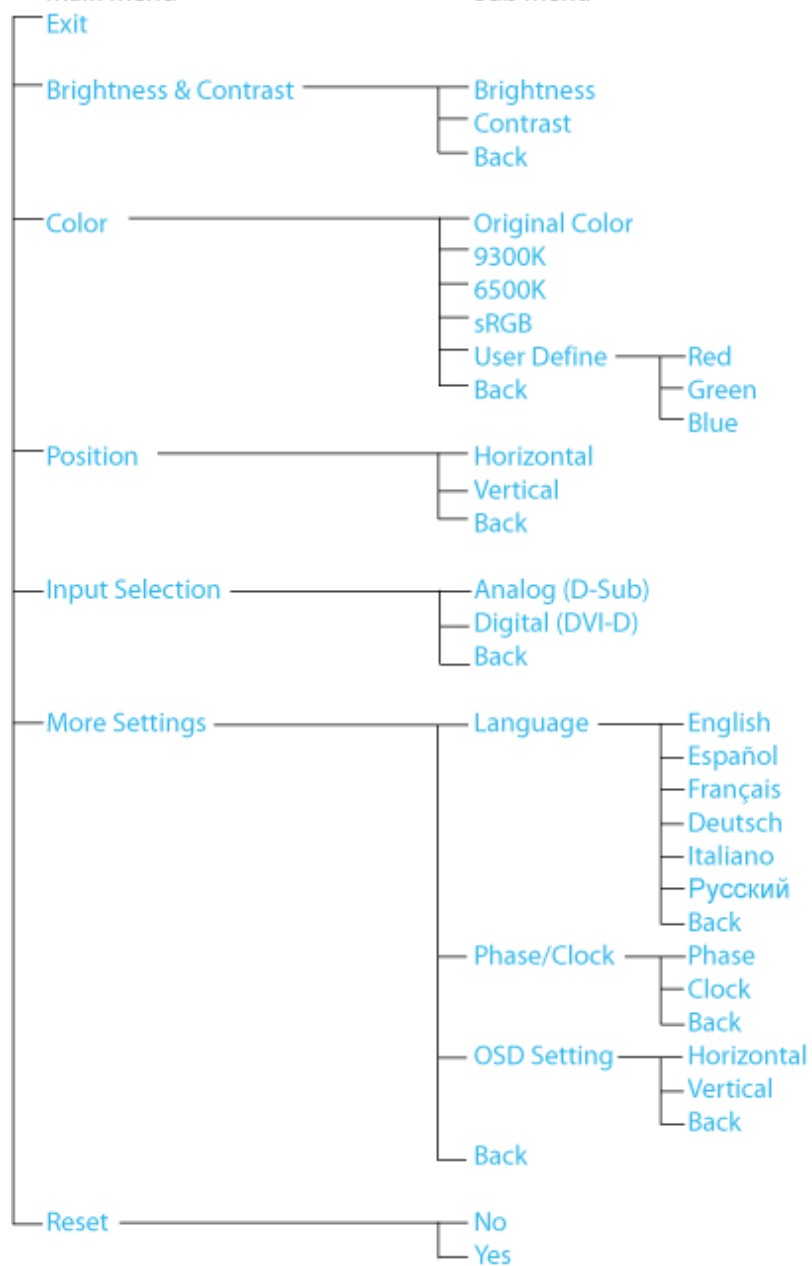 Exit
Brightness & Contrast
Brightness
Contrast
Back
Color
Original Color
9300K
6500K
sRGB
User Define
Red
Back
Green
Blue
Position
Horizontal
Vertical
Back
Input Selection
Analog (D-Sub)
Digital (DVI-D)
Back
More Settings
Language
English
Español
Français
Deutsch
Italiano
Русский
Back
Phase/Clock
Phase
Clock
Back
OSD Setting
Horizontal
Vertical
Back
Back
Reset
No
Yes